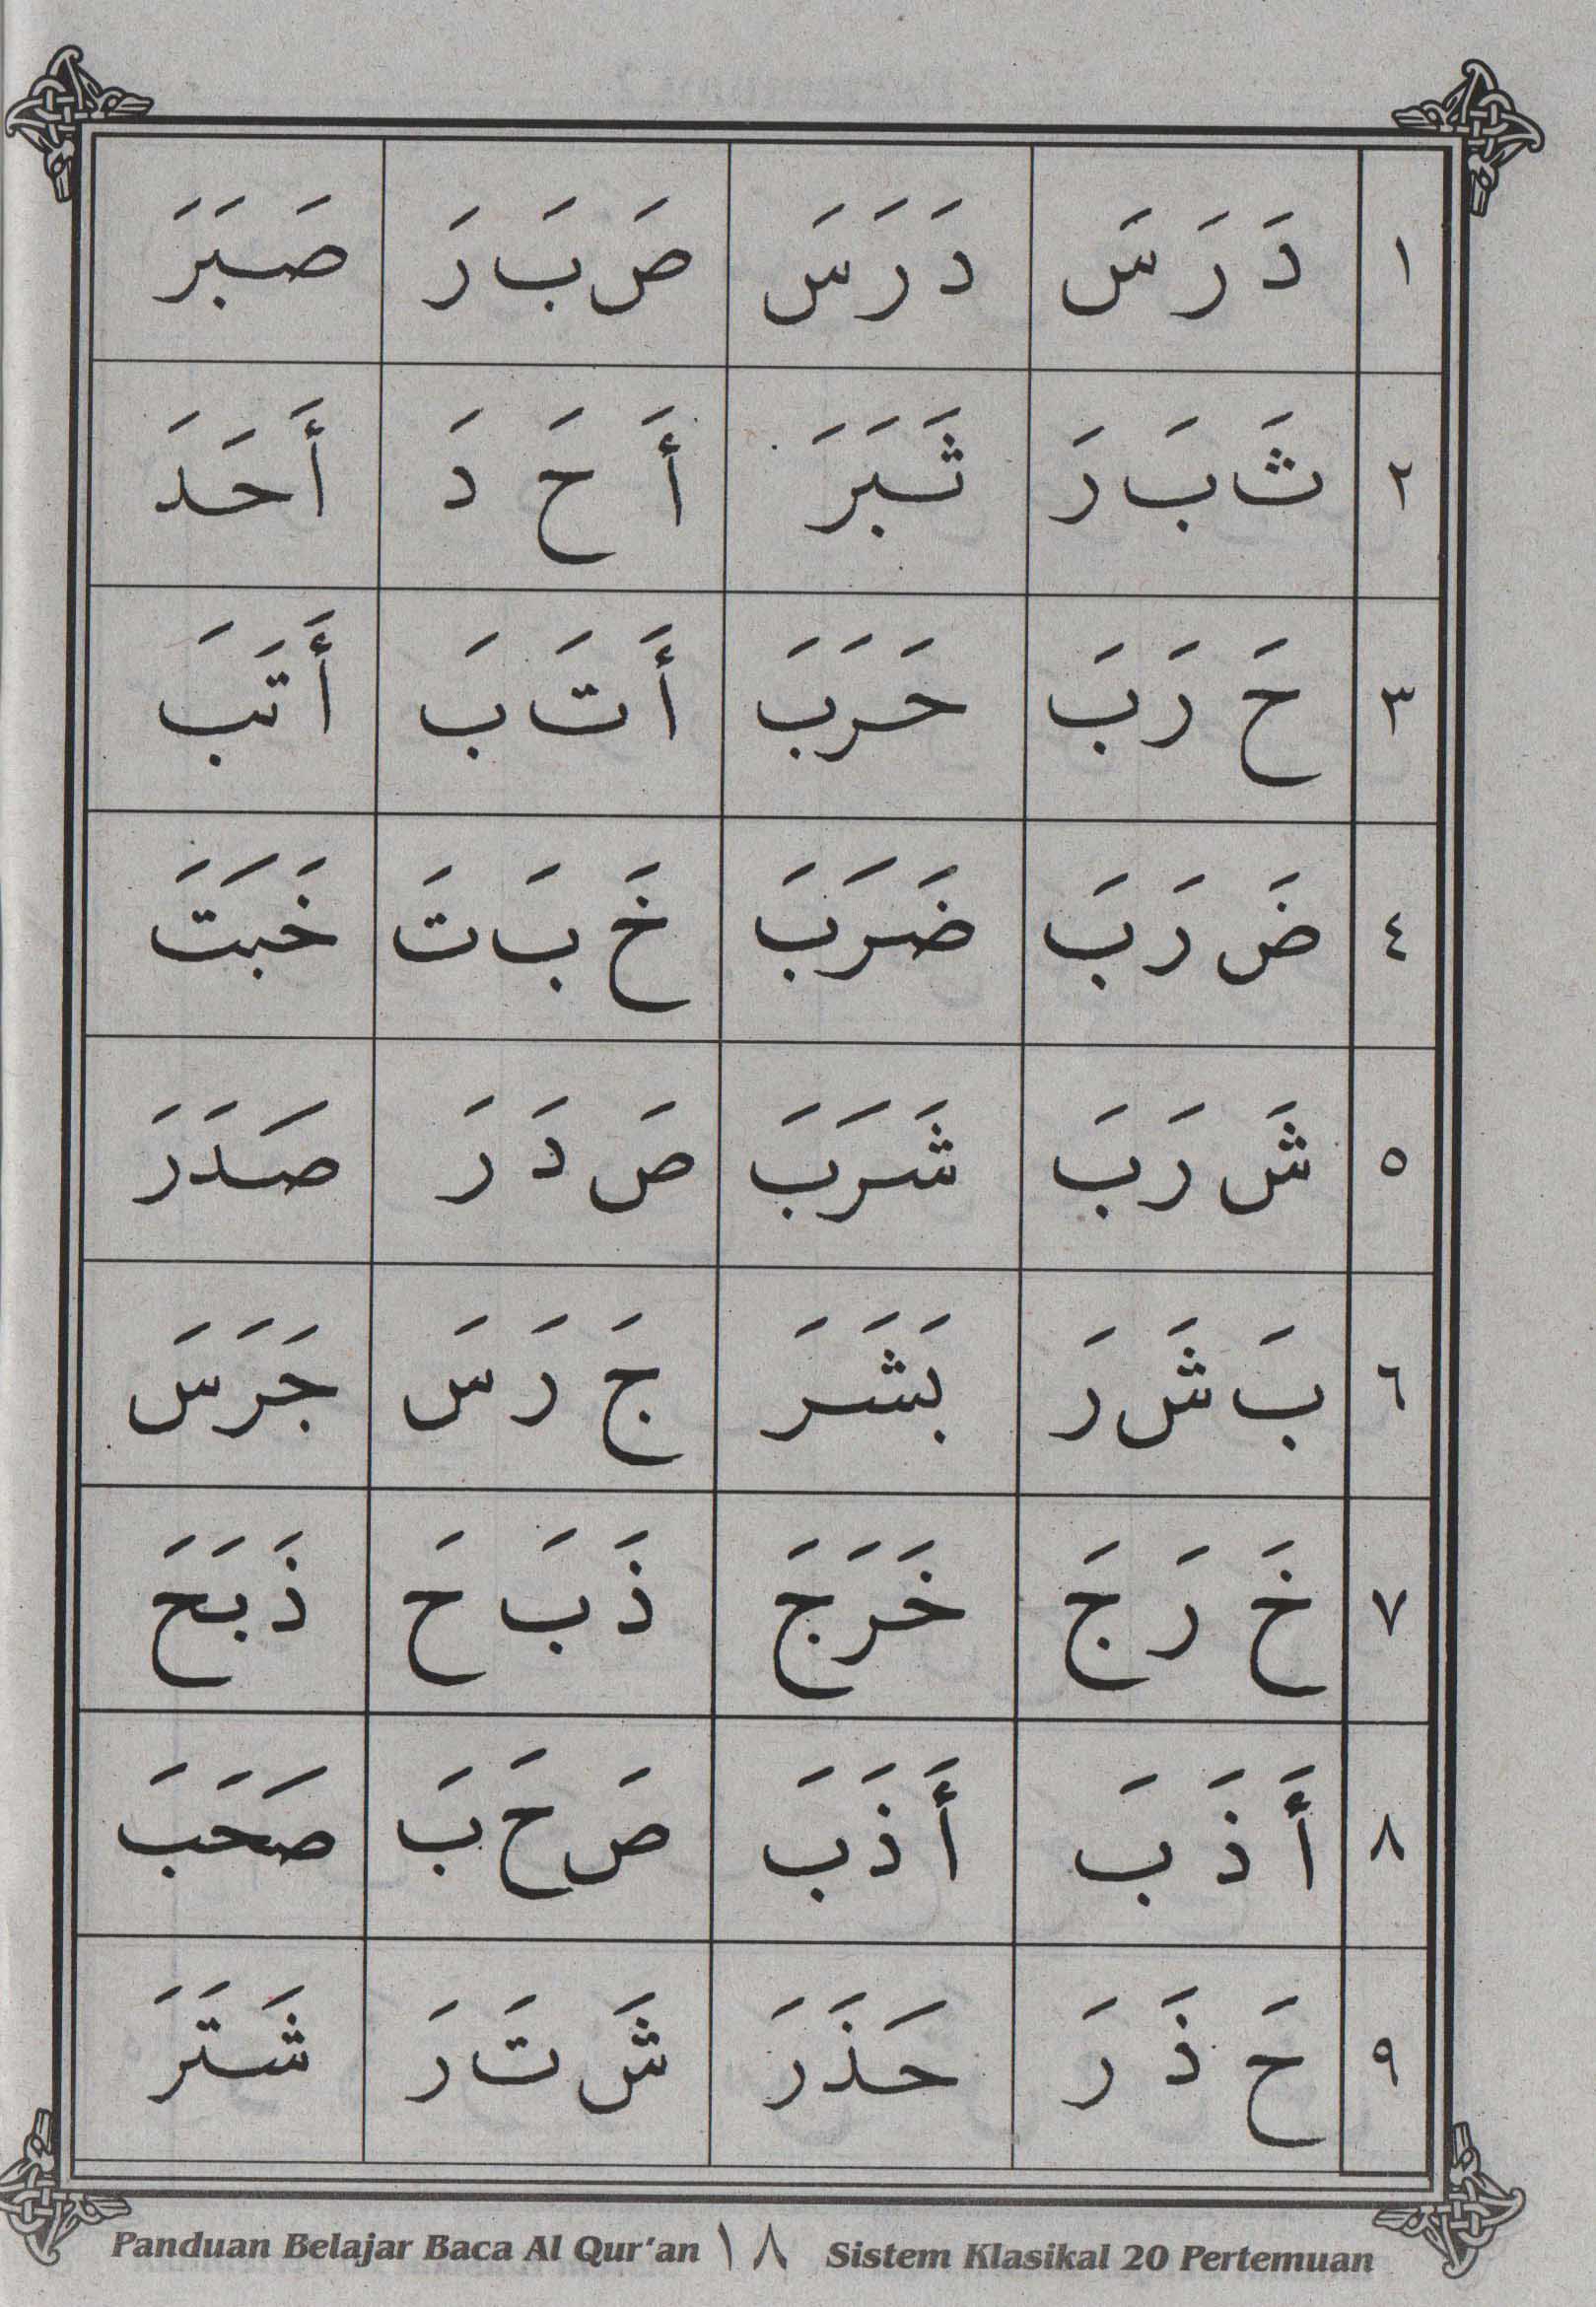 ١ دَ رَ سَ دَ رَ سَ صَ بَ رَ صَبَرَ
٢ ثَ بَ رَ ثَبَرَ أَ حَ دَ أَحَدَ
٣ حَ رَ بَ حَرَبَ أَ تَ بَ أَتَبَ
٤ ضَ رَ بَ ضَرَبَ خَ بَ تَ خَبَتَ
٥ شَ رَ بَ شَرَبَ صَ دَ رَ صَدَرَ
٦ بَ شَ رَ بَشَرَ جَ رَ سَ جَرَسَ
٧ خَ رَ جَ خَرَجَ ذَ بَ حَ ذَبَحَ
٨ أَ ذَ بَ أَذَبَ صَ حَ بَ صَحَبَ
٩ حَ ذَ رَ حَذَرَ شَ تَ رَ شَتَرَ
Panduan Belajar Baca Al Qur'an ١٨ Sistem Klasikal 20 Pertemuan